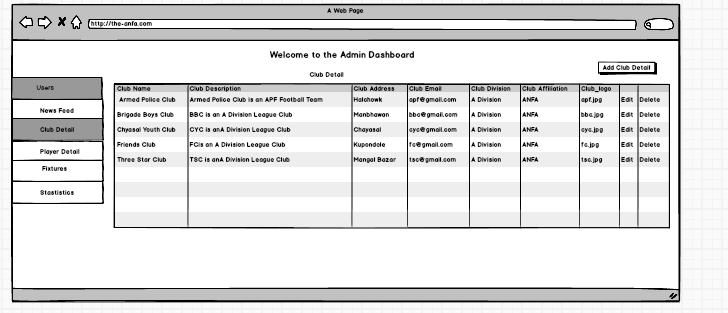 A Web Page
http://the-anfa.com
Welcome to the Admin Dashboard
Add Club Detail
Club Detail
Users
News Feed
Club Detail
Player Detail
Fixtures
Stastistics
Club Name Club Description Club Address Club Email Club Division Club Affiliation Club_logo
Armed Police Club Armed Police Club is an APF Football Team Halchowk apf@gmail.com A Division ANFA apf.jpg Edit Delete
Brigade Boys Club BBC is an A Division League Club Manbhawan bbc@gmail.com A Division ANFA bbc.jpg Edit Delete
Chyasal Youth Club CYC is anA Division League Club Chayasal cyc@gmail.com A Division ANFA cyc.jpg Edit Delete
Friends Club FCis an A Division League Club Kupondole fc@gmail.com A Division ANFA fc.jpg Edit Delete
Three Star Club TSC is anA Division League Club Mangal Bazar tsc@gmail.com A Division ANFA tsc.jpg Edit Delete